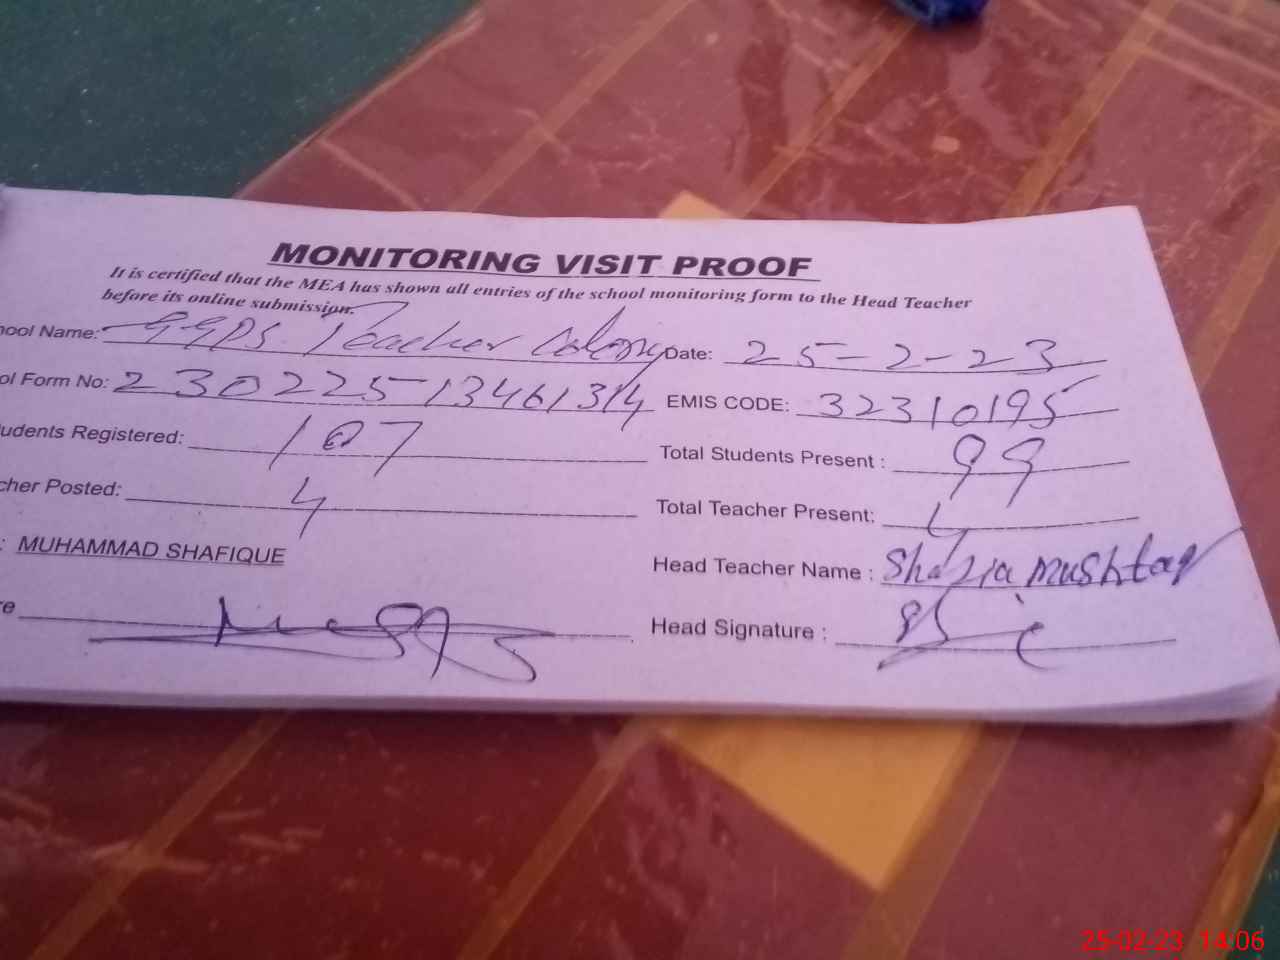 MONITORING VISIT PROOF
It is certified that the MEA has shown all entries of the school monitoring form to the Head Teacher
before its online submission.
hool Name: GGPS. Teacher Colony Date: 25-2-23
ol Form No: 230225-13461314 EMIS CODE: 32310195
udents Registered: 107 Total Students Present : 99
cher Posted: 4 Total Teacher Present: 4
: MUHAMMAD SHAFIQUE Head Teacher Name : Shazia mushtaq
re Head Signature :
25-02-23 14:06